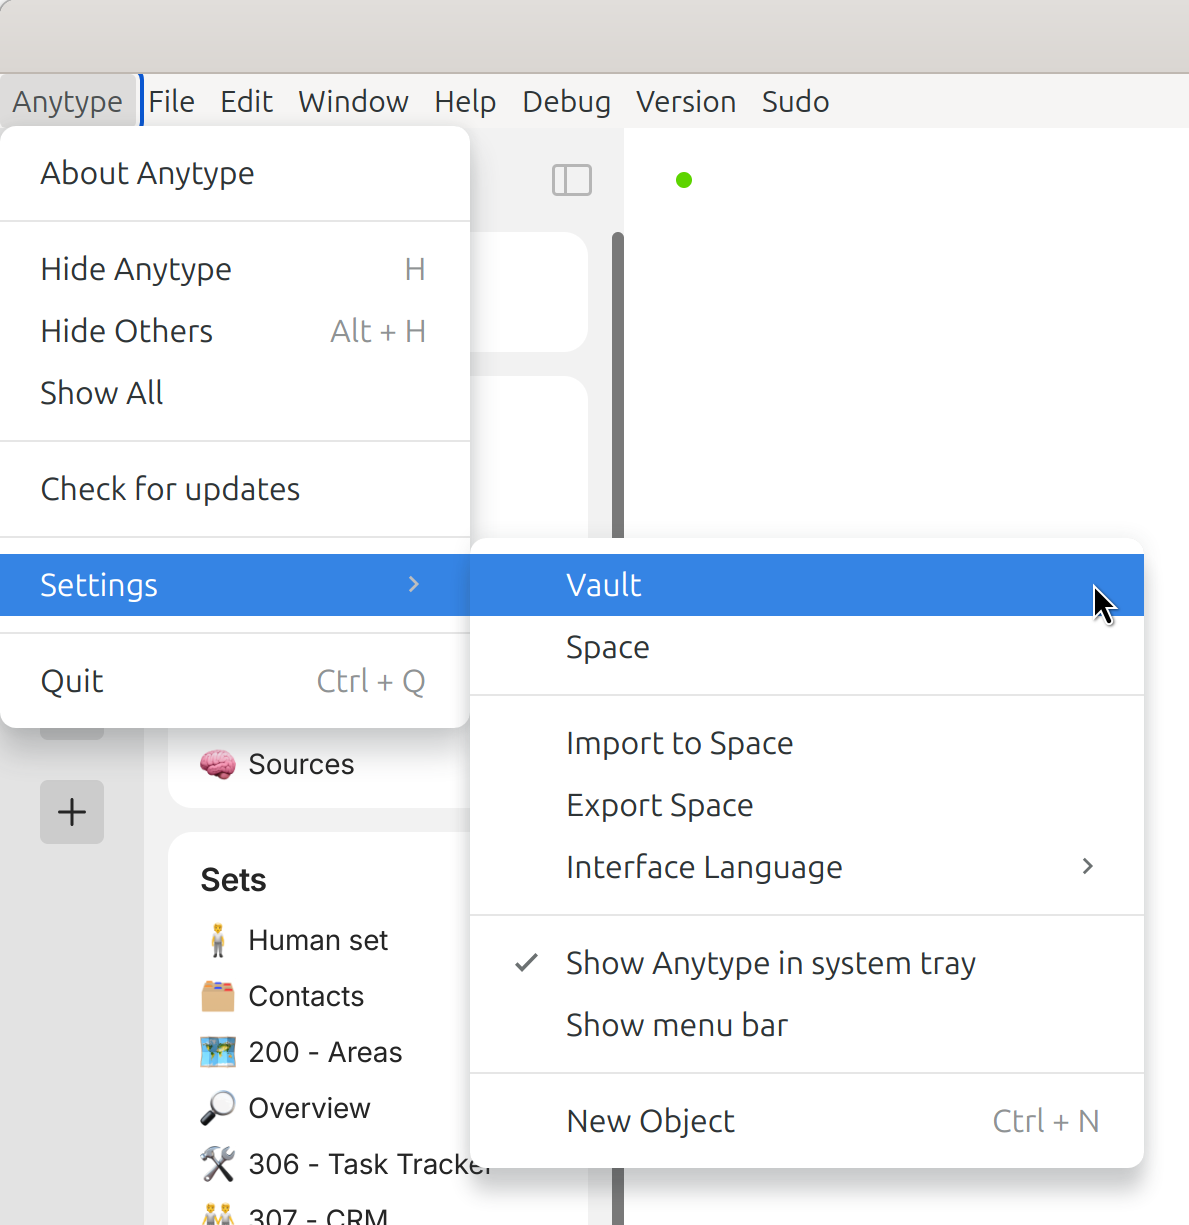 Anytype File Edit Window Help Debug Version Sudo
About Anytype
Hide Anytype H
Hide Others Alt + H
Show All
Check for updates
Settings
Quit Ctrl + Q
Vault
Space
Import to Space
Export Space
Interface Language
Show Anytype in system tray
Show menu bar
New Object Ctrl + N
Sources
Sets
Human set
Contacts
200 - Areas
Overview
306 - Task Tracker
307 - CRM